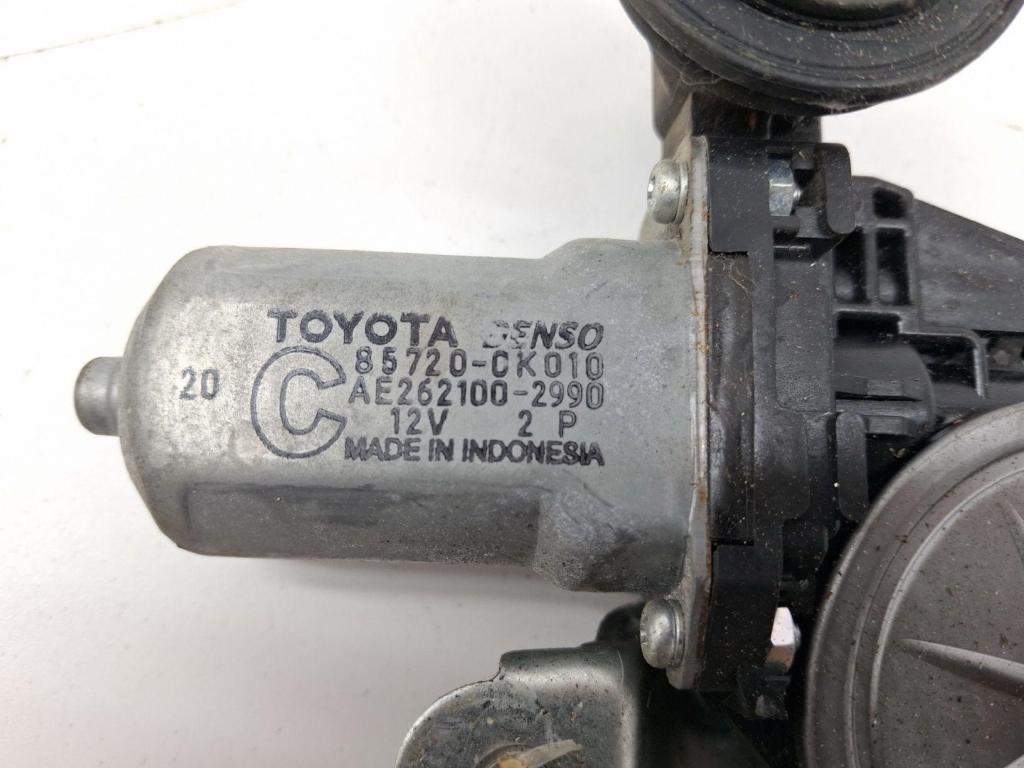 TOYOTA DENSO
85720-0K010
20 C AE262100-2990
12V 2 P
MADE IN INDONESIA